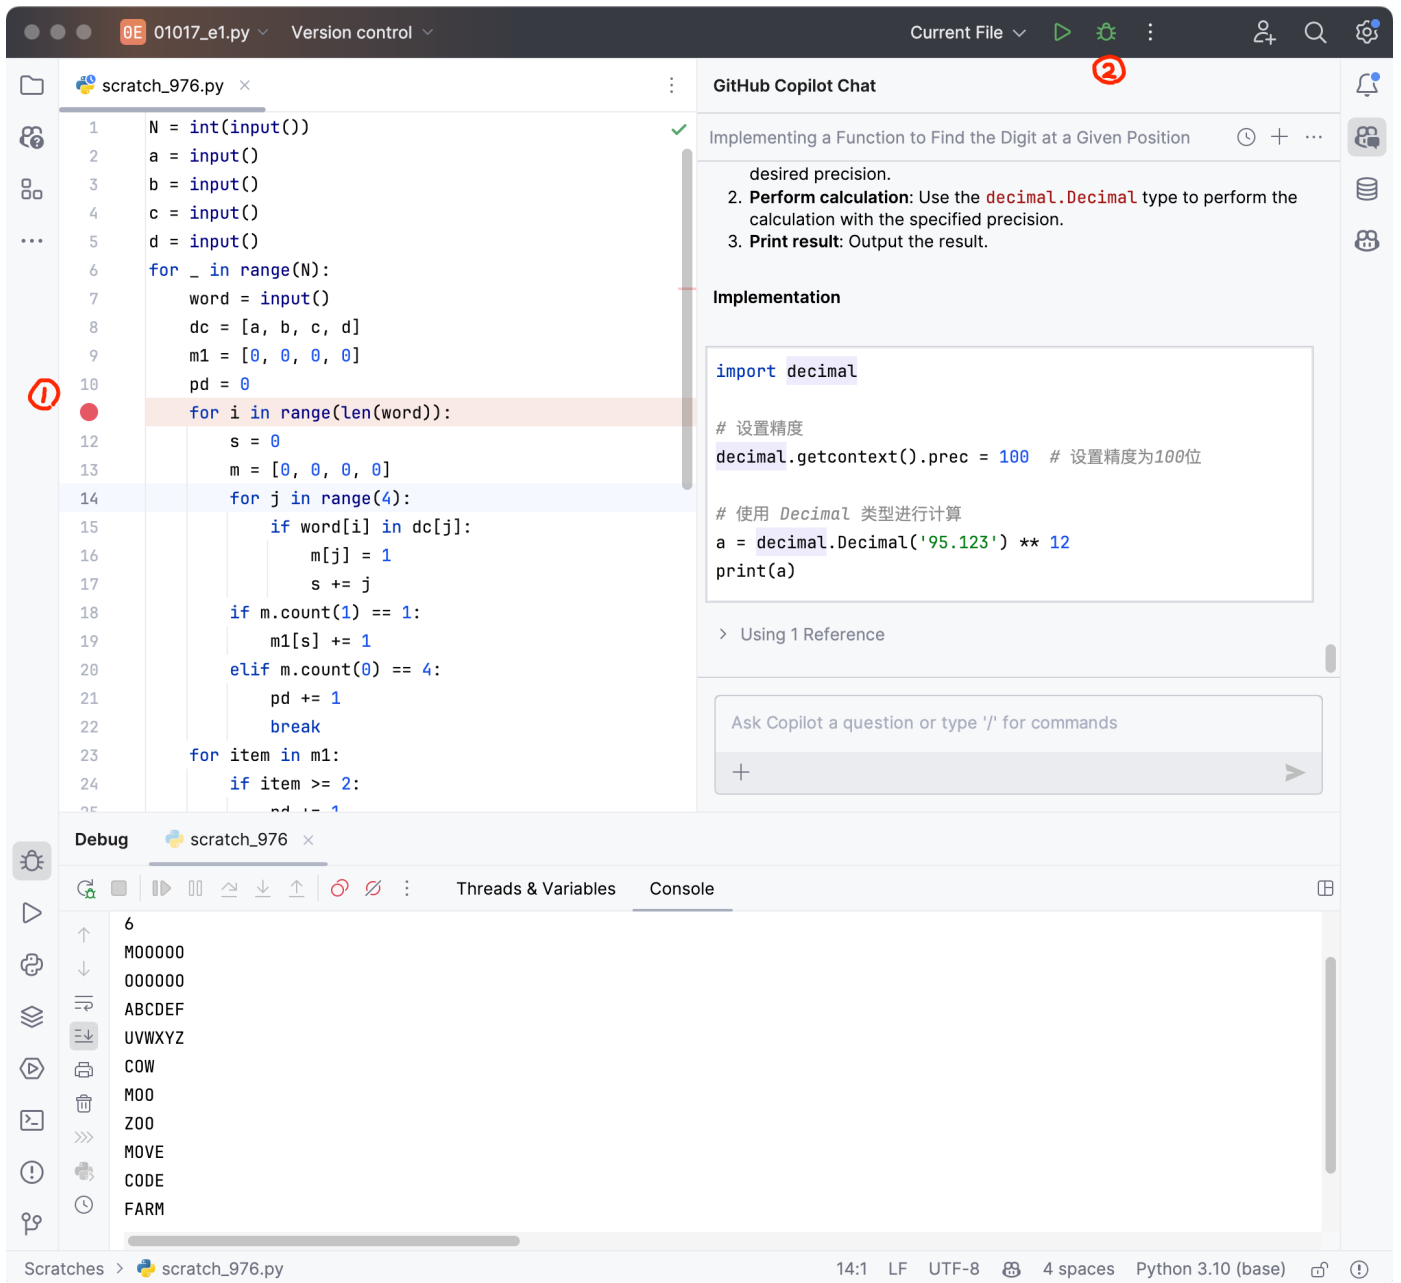 0E 01017_e1.py Version control Current File
②
scratch_976.py
1 N = int(input())
2 a = input()
3 b = input()
4 c = input()
5 d = input()
6 for _ in range(N):
7 word = input()
8 dc = [a, b, c, d]
9 m1 = [0, 0, 0, 0]
10 pd = 0
①
for i in range(len(word)):
12 s = 0
13 m = [0, 0, 0, 0]
14 for j in range(4):
15 if word[i] in dc[j]:
16 m[j] = 1
17 s += j
18 if m.count(1) == 1:
19 m1[s] += 1
20 elif m.count(0) == 4:
21 pd += 1
22 break
23 for item in m1:
24 if item >= 2:
25 pd += 1
GitHub Copilot Chat
Implementing a Function to Find the Digit at a Given Position
desired precision.
2. Perform calculation: Use the decimal.Decimal type to perform the
calculation with the specified precision.
3. Print result: Output the result.
Implementation
import decimal
# 设置精度
decimal.getcontext().prec = 100 # 设置精度为100位
# 使用 Decimal 类型进行计算
a = decimal.Decimal('95.123') ** 12
print(a)
Using 1 Reference
Ask Copilot a question or type '/' for commands
Debug scratch_976
Threads & Variables Console
6
MOOOOO
OOOOOO
ABCDEF
UVWXYZ
COW
MOO
ZOO
MOVE
CODE
FARM
Scratches > scratch_976.py 14:1 LF UTF-8 4 spaces Python 3.10 (base)